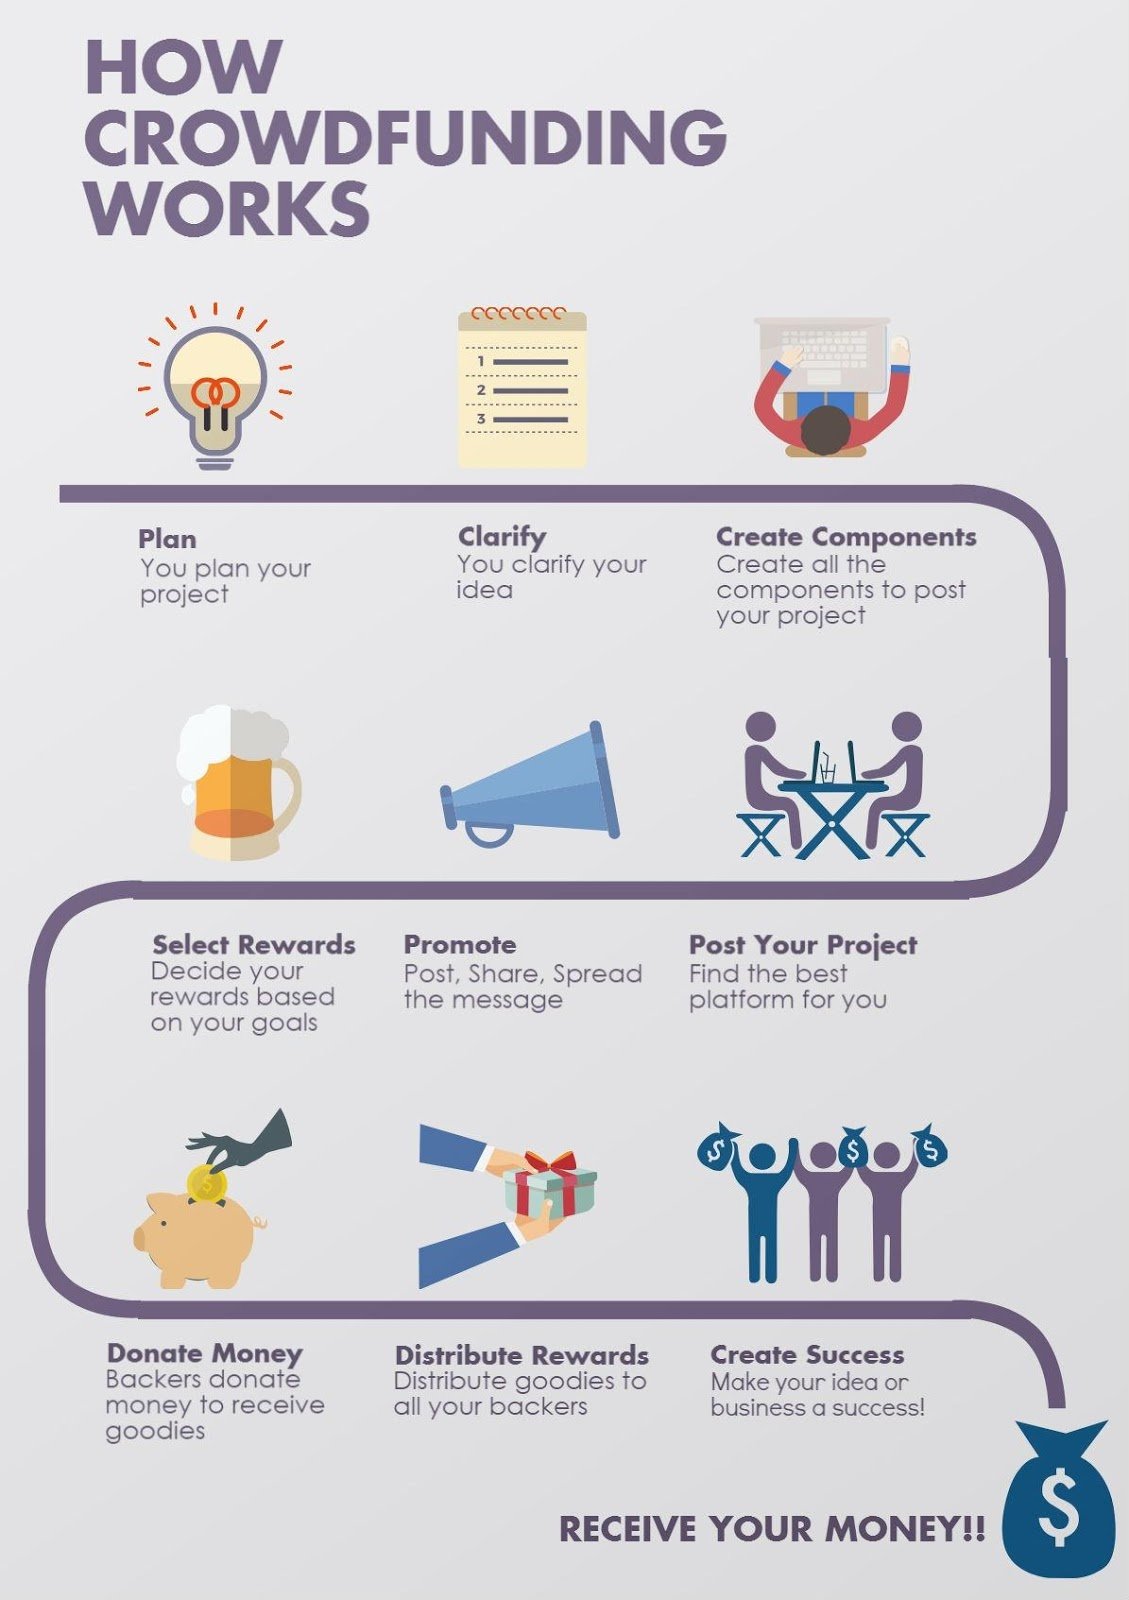 HOW
CROWDFUNDING
WORKS
1
2
3
Plan
You plan your
project
Clarify
You clarify your
idea
Create Components
Create all the
components to post
your project
Select Rewards
Decide your
rewards based
on your goals
Promote
Post, Share, Spread
the message
Post Your Project
Find the best
platform for you
$
$
$
$
Donate Money
Backers donate
money to receive
goodies
Distribute Rewards
Distribute goodies to
all your backers
Create Success
Make your idea or
business a success!
$
RECEIVE YOUR MONEY!!